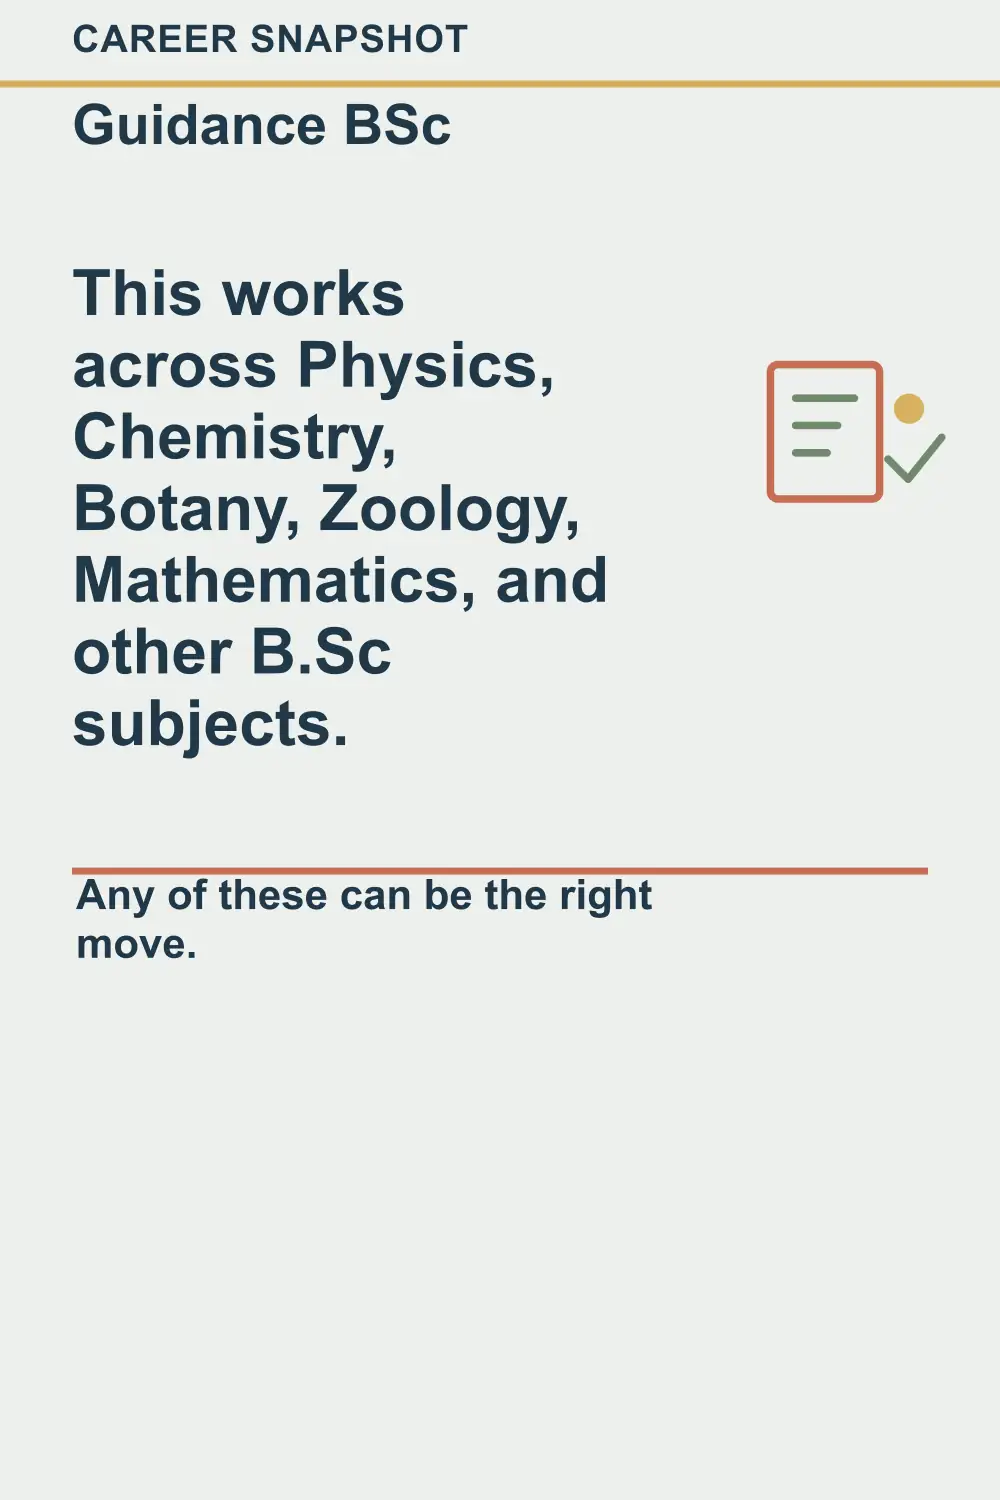 CAREER SNAPSHOT
Guidance BSc
This works
across Physics,
Chemistry,
Botany, Zoology,
Mathematics, and
other B.Sc
subjects.
Any of these can be the right
move.